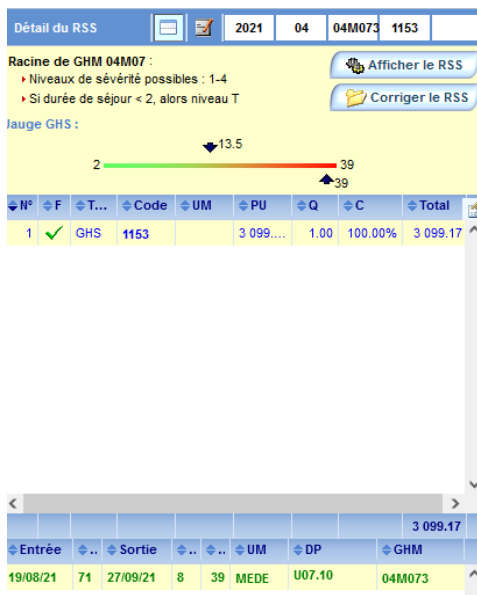 Détail du RSS 2021 04 04M073 1153
Racine de GHM 04M07 :
Niveaux de sévérité possibles : 1-4
Si durée de séjour < 2, alors niveau T
Afficher le RSS
Corriger le RSS
Jauge GHS :
13.5
2 39
39
N° F T... Code UM PU Q C Total
1 GHS 1153 3 099.... 1.00 100.00% 3 099.17
3 099.17
Entrée .. Sortie .. .. UM DP GHM
19/08/21 71 27/09/21 8 39 MEDE U07.10 04M073